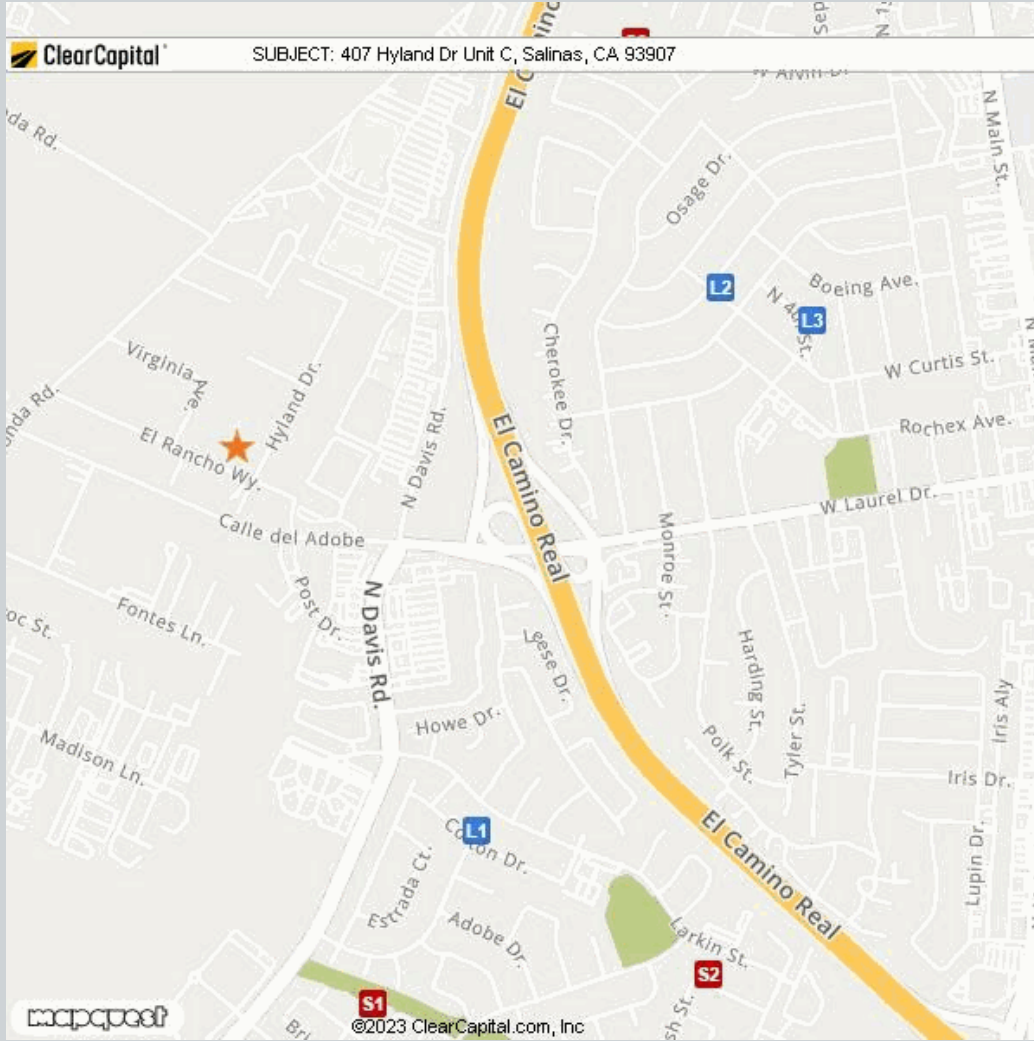 ClearCapital
SUBJECT: 407 Hyland Dr Unit C, Salinas, CA 93907
W Alvin Dr
N Main St.
Osage Dr.
L2
Boeing Ave.
N 4th St.
L3
Cherokee Dr.
W Curtis St.
Rochex Ave.
Virginia Ave.
Hyland Dr.
N Davis Rd.
El Rancho Wy.
El Camino Real
W Laurel Dr.
Calle del Adobe
Monroe St.
Post Dr.
N Davis Rd.
Fontes Ln.
Leese Dr.
Harding St.
Tyler St.
Iris Aly
Howe Dr.
Polk St.
Madison Ln.
Iris Dr.
L1
El Camino Real
Lupin Dr.
Estrada Ct.
Adobe Dr.
Larkin St.
S2
S1
mapquest
©2023 ClearCapital.com, Inc